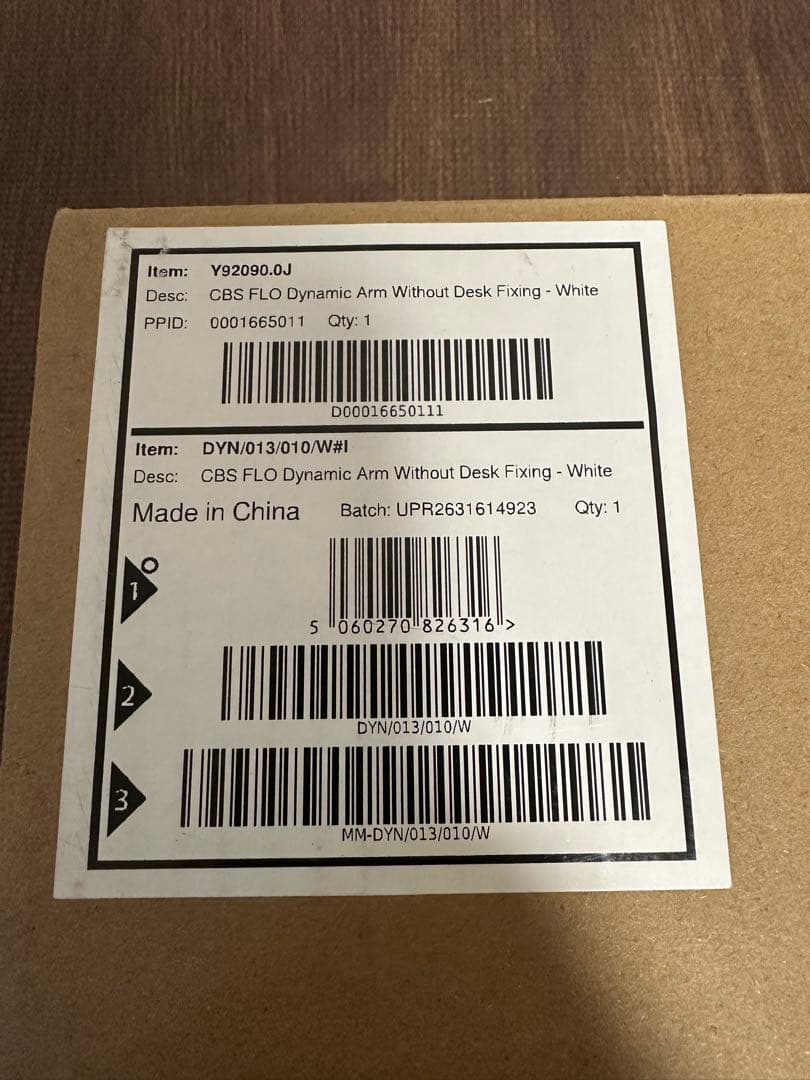 Item: Y92090.0J
Desc: CBS FLO Dynamic Arm Without Desk Fixing - White
PPID: 0001665011 Qty: 1
D00016650111
Item: DYN/013/010/W#I
Desc: CBS FLO Dynamic Arm Without Desk Fixing - White
Made in China Batch: UPR2631614923 Qty: 1
1
5 060270 826316 >
2
DYN/013/010/W
3
MM-DYN/013/010/W